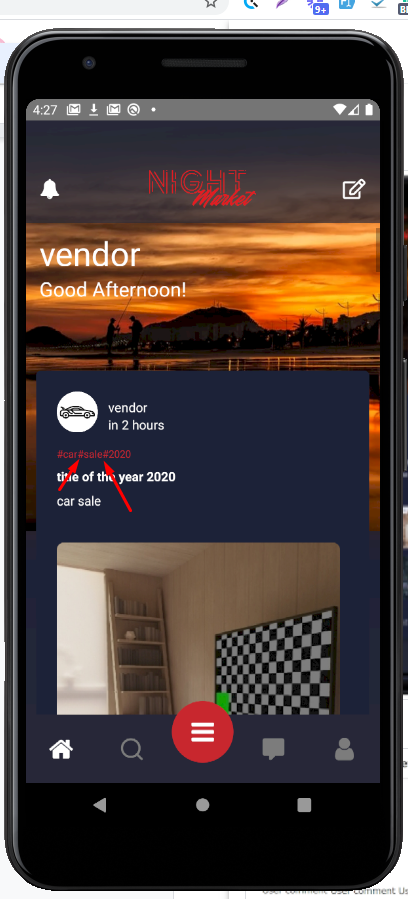 9+
4:27
NIGHT
Market
vendor
Good Afternoon!
vendor
in 2 hours
#car#sale#2020
title of the year 2020
car sale
User comment User comment Us